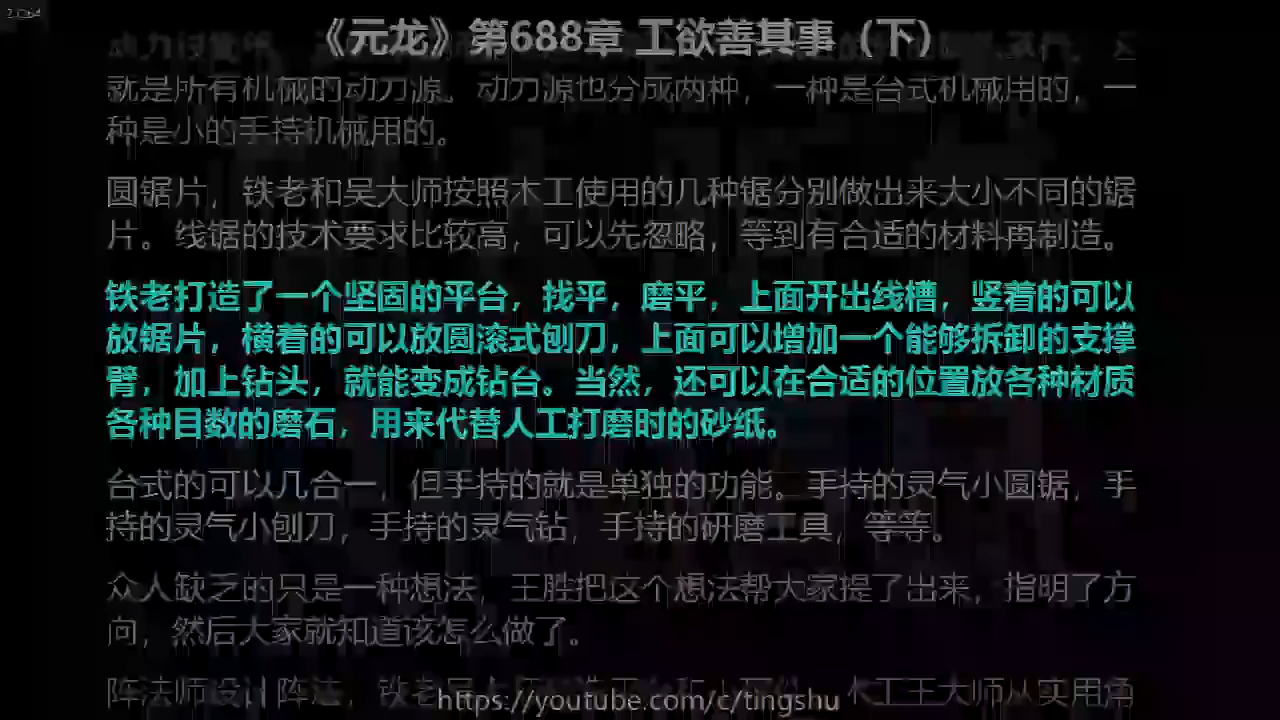 《元龙》第688章 工欲善其事（下）
就是所有机械的动力源。动力源也分成两种，一种是台式机械用的，一
种是小的手持机械用的。
圆锯片，铁老和吴大师按照木工使用的几种锯分别做出来大小不同的锯
片。线锯的技术要求比较高，可以先忽略，等到有合适的材料再制造。
铁老打造了一个坚固的平台，找平，磨平，上面开出线槽，竖着的可以
放锯片，横着的可以放圆滚式刨刀，上面可以增加一个能够拆卸的支撑
臂，加上钻头，就能变成钻台。当然，还可以在合适的位置放各种材质
各种目数的磨石，用来代替人工打磨时的砂纸。
台式的可以几合一，但手持的就是单独的功能。手持的灵气小圆锯，手
持的灵气小刨刀，手持的灵气钻，手持的研磨工具，等等。
众人缺乏的只是一种想法，王胜把这个想法帮大家提了出来，指明了方
向，然后大家就知道该怎么做了。
阵法师设计阵法，铁老 木工王大师从实用角
https://youtube.com/c/tingshu